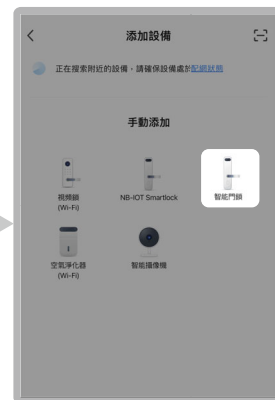 添加設備
正在搜索附近的設備，請確保設備處於配網狀態
手動添加
視頻鎖
(Wi-Fi)
NB-IOT Smartlock
智能門鎖
空氣淨化器
(Wi-Fi)
智能攝像機